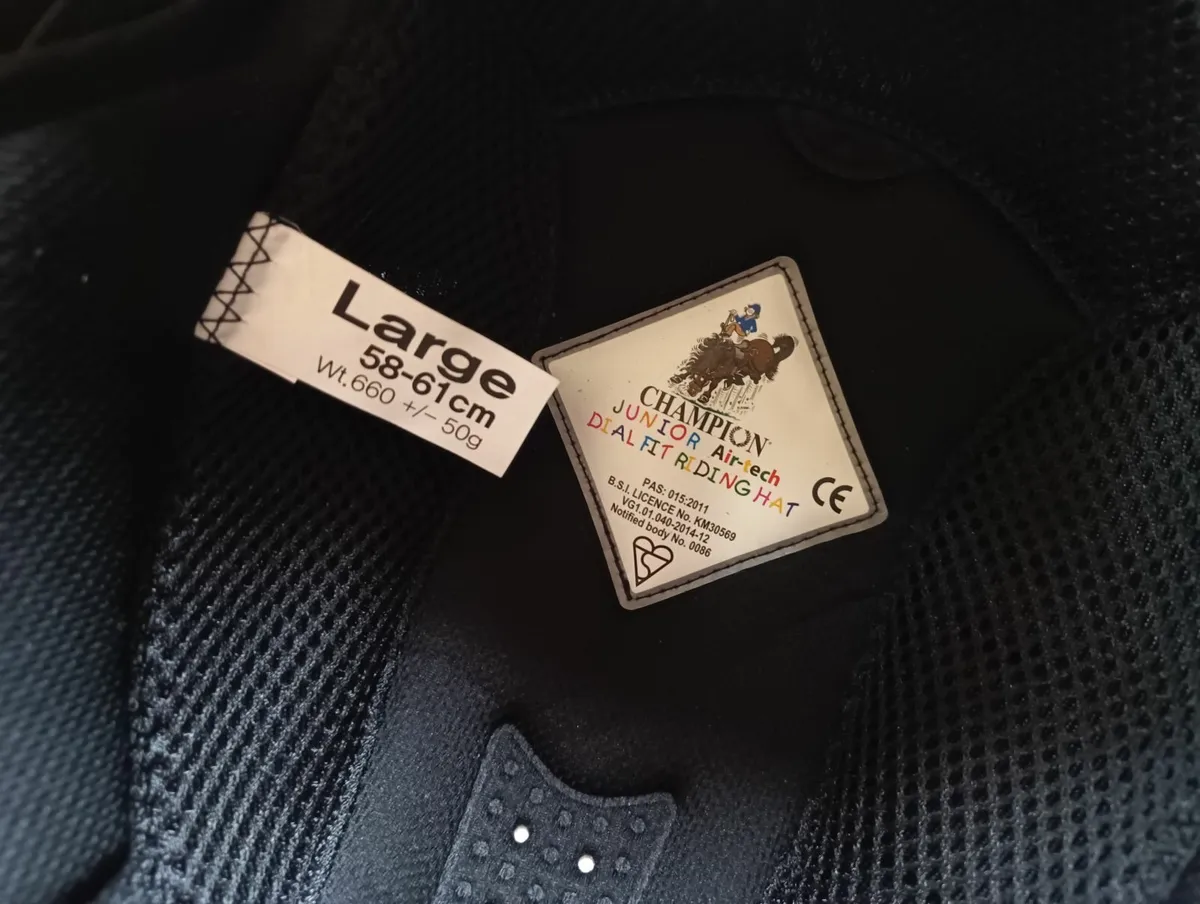 Large
58-61cm
Wt.660 +/- 50g
CHAMPION
JUNIOR Air-tech
DIAL FIT RIDING HAT
PAS: 015:2011
B.S.I. LICENCE No. KM30569
VG1.01.040-2014-12
Notified body No. 0086
CE